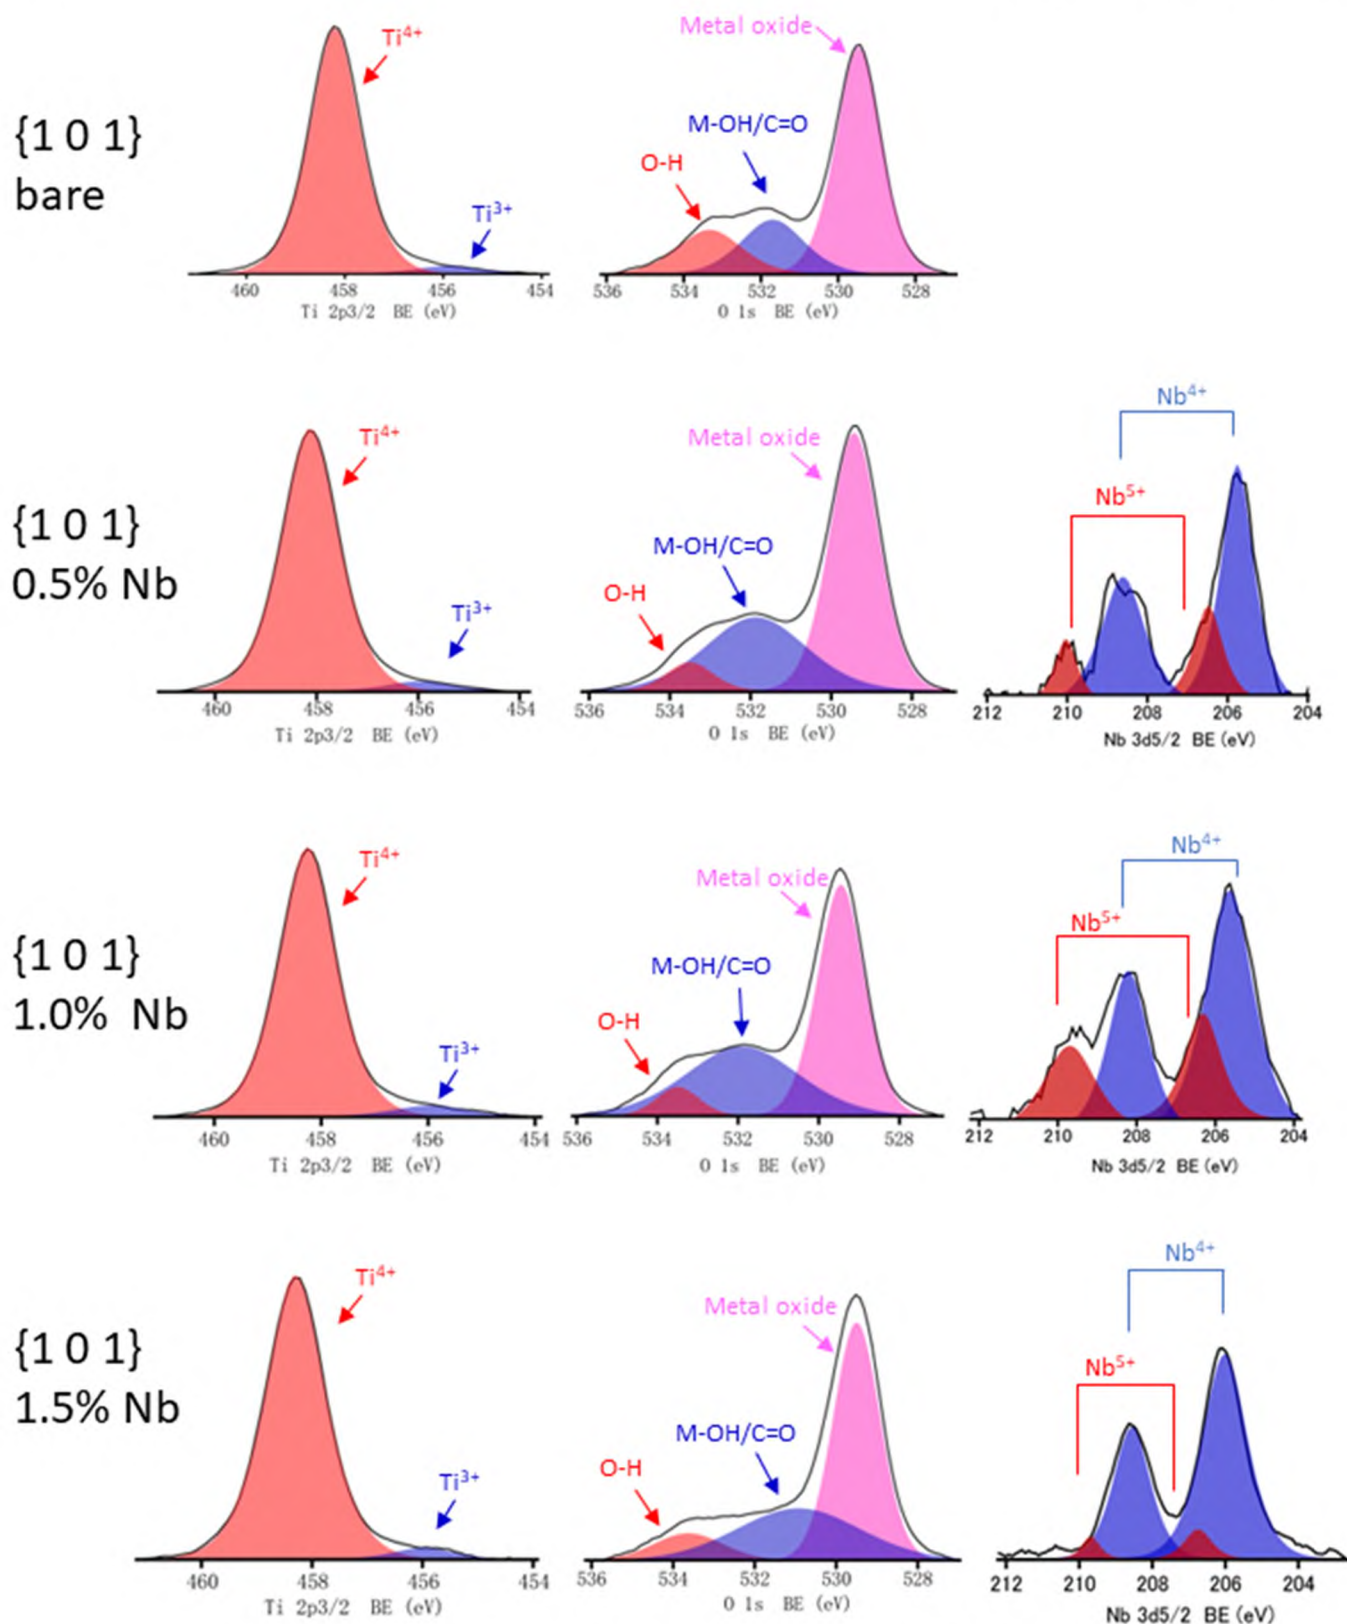 Ti4+
Metal oxide
M-OH/C=O
{1 0 1}
bare
O-H
Ti3+
460 458 456 454
Ti 2p3/2 BE (eV)
536 534 532 530 528
O 1s BE (eV)
Nb4+
Ti4+
Metal oxide
Nb5+
{1 0 1}
0.5% Nb
M-OH/C=O
O-H
Ti3+
460 458 456 454
Ti 2p3/2 BE (eV)
536 534 532 530 528
O 1s BE (eV)
212 210 208 206 204
Nb 3d5/2 BE (eV)
Nb4+
Ti4+
Metal oxide
Nb5+
{1 0 1}
1.0% Nb
M-OH/C=O
O-H
Ti3+
460 458 456 454
Ti 2p3/2 BE (eV)
536 534 532 530 528
O 1s BE (eV)
212 210 208 206 204
Nb 3d5/2 BE (eV)
Nb4+
Ti4+
Metal oxide
Nb5+
{1 0 1}
1.5% Nb
M-OH/C=O
O-H
Ti3+
460 458 456 454
Ti 2p3/2 BE (eV)
536 534 532 530 528
O 1s BE (eV)
212 210 208 206 204
Nb 3d5/2 BE (eV)